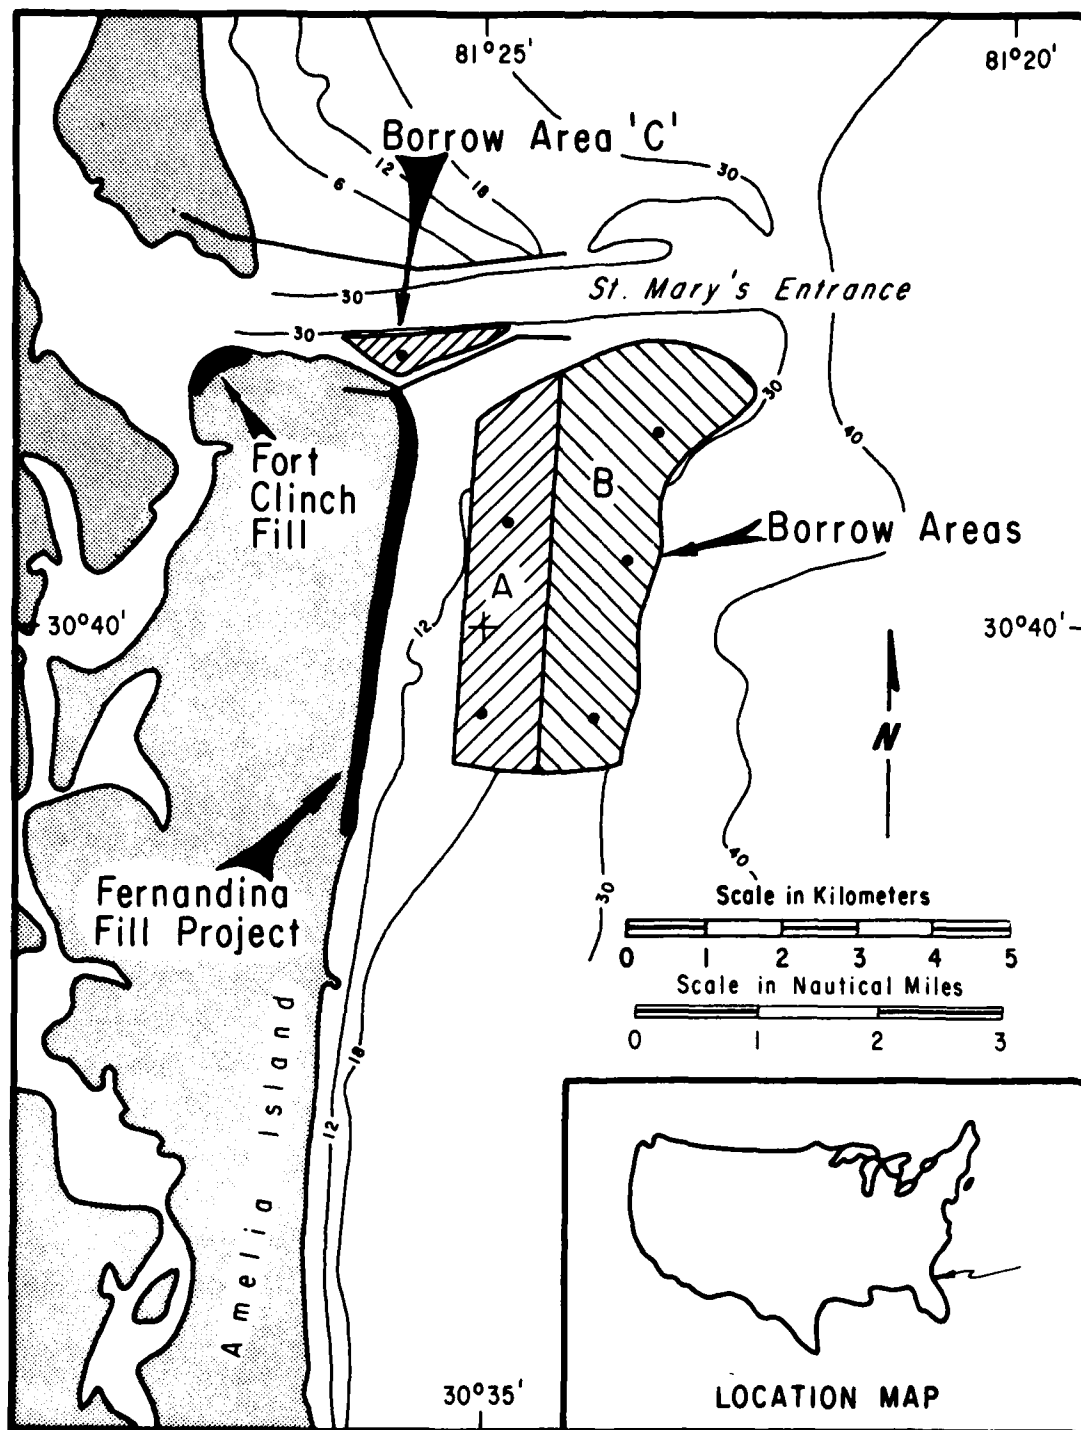 81°25'
81°20'
Borrow Area 'C'
12
18
6
30
St. Mary's Entrance
30
30
30
40
Fort
Clinch
Fill
B
Borrow Areas
A
30°40'
12
30°40'
N
40
30
Fernandina
Fill Project
Scale in Kilometers
0 1 2 3 4 5
Scale in Nautical Miles
0 1 2 3
18
12
Amelia Island
30°35'
LOCATION MAP